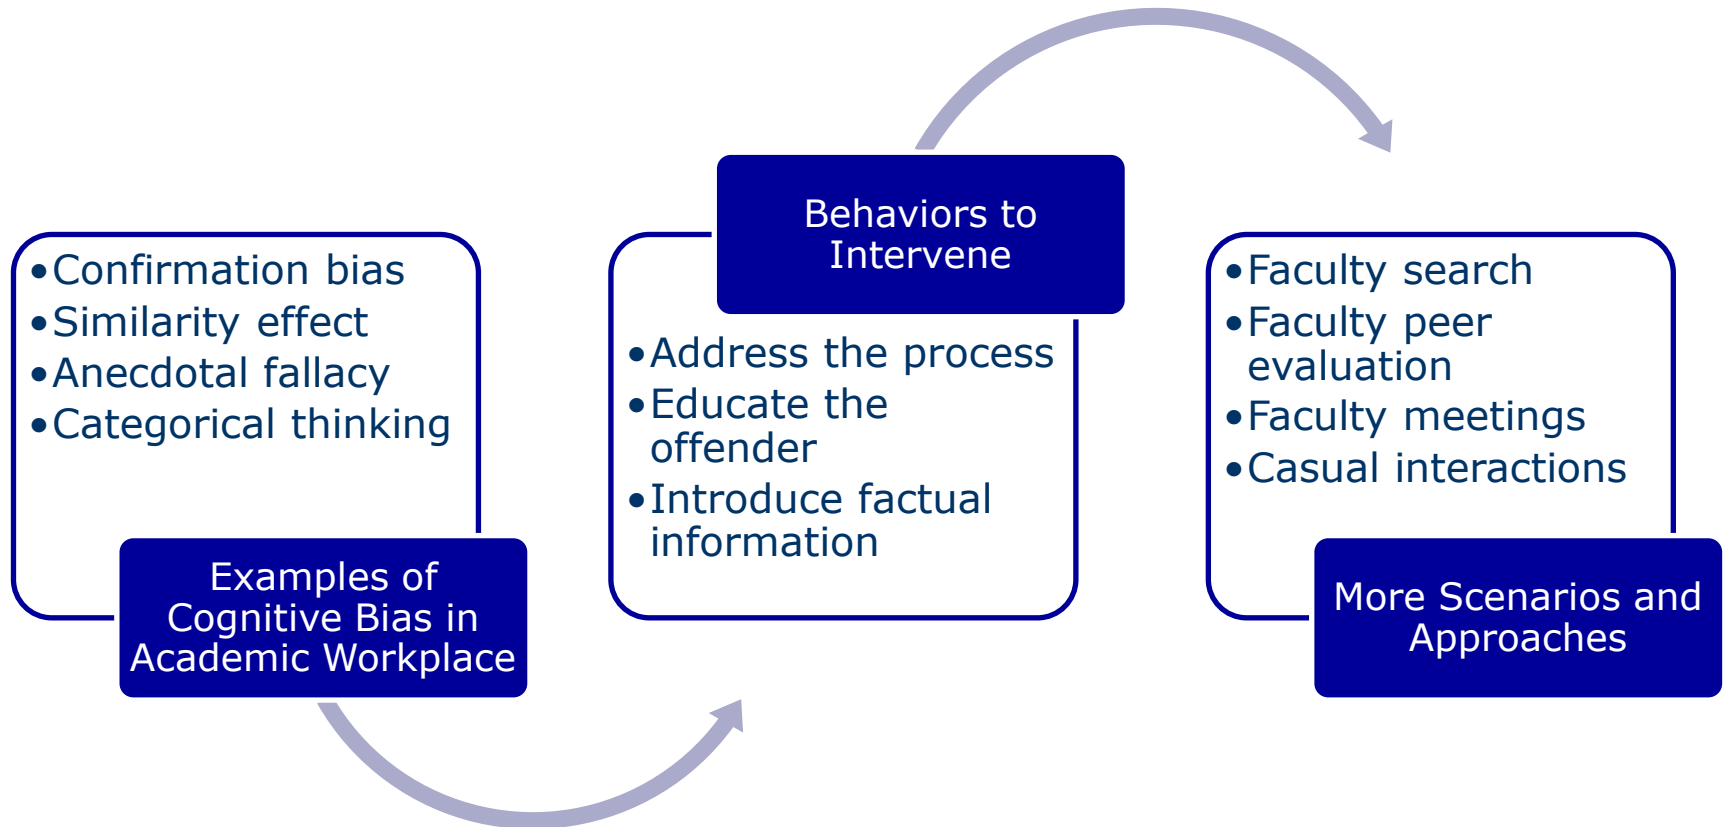 •Confirmation bias
•Similarity effect
•Anecdotal fallacy
•Categorical thinking
Examples of
Cognitive Bias in
Academic Workplace
Behaviors to
Intervene
•Address the process
•Educate the
offender
•Introduce factual
information
•Faculty search
•Faculty peer
evaluation
•Faculty meetings
•Casual interactions
More Scenarios and
Approaches